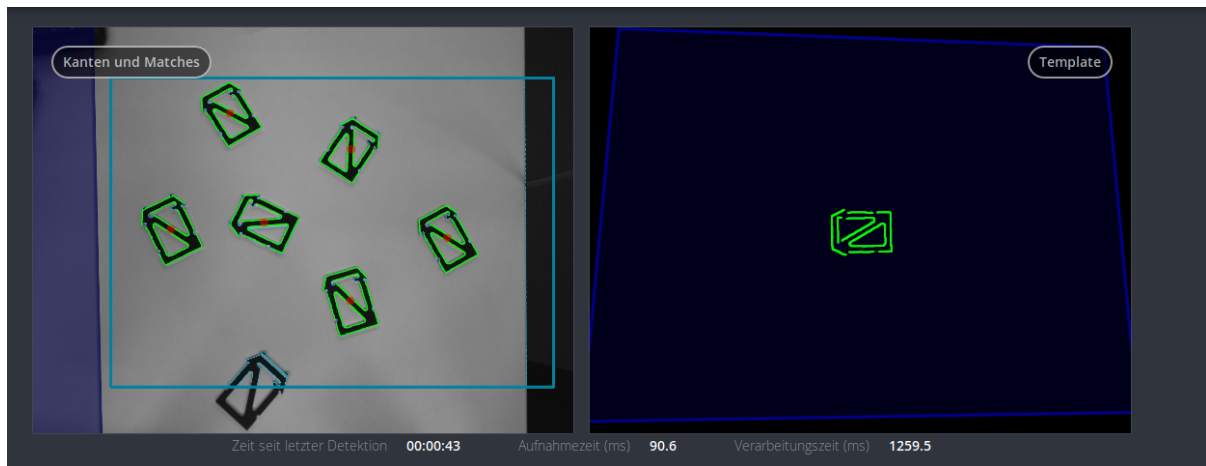 Kanten und Matches
Template
Zeit seit letzter Detektion 00:00:43 Aufnahmezeit (ms) 90.6 Verarbeitungszeit (ms) 1259.5